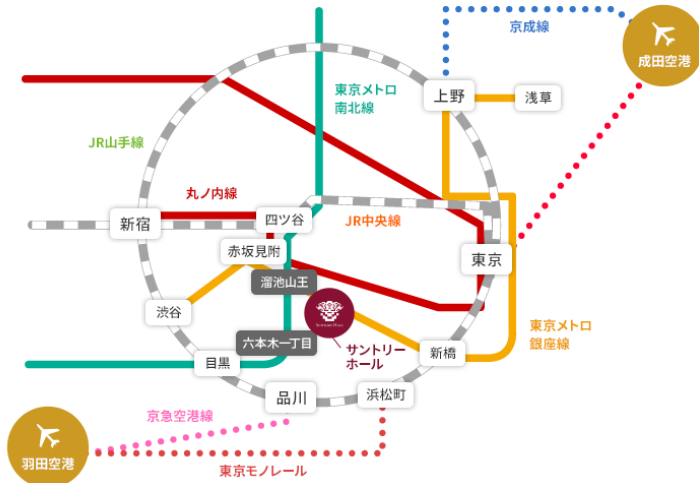 京成線
成田空港
上野
浅草
東京メトロ
南北線
JR山手線
丸ノ内線
四ツ谷
新宿
JR中央線
赤坂見附
東京
溜池山王
渋谷
東京メトロ
銀座線
六本木一丁目
サントリー
ホール
新橋
目黒
品川
浜松町
京急空港線
羽田空港
東京モノレール